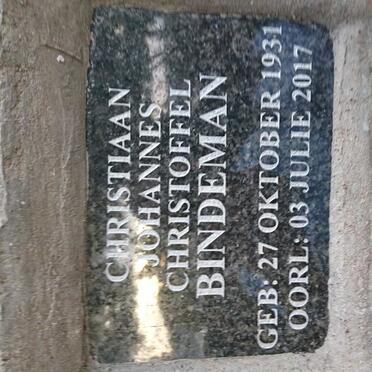 CHRISTIAAN
JOHANNES
CHRISTOFFEL
BINDEMAN
GEB: 27 OKTOBER 1931
OORL: 03 JULIE 2017